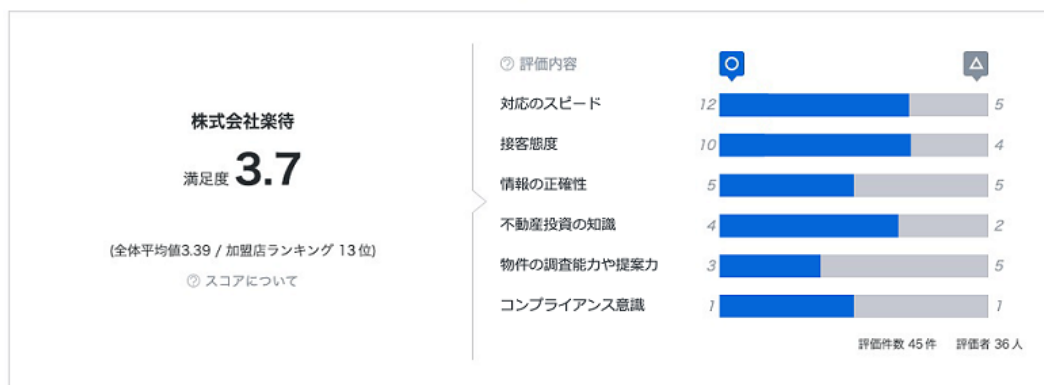 株式会社楽待
満足度 3.7
(全体平均値3.39 / 加盟店ランキング 13位)
? スコアについて
? 評価内容
対応のスピード 12 5
接客態度 10 4
情報の正確性 5 5
不動産投資の知識 4 2
物件の調査能力や提案力 3 5
コンプライアンス意識 1 1
評価件数 45件 評価者 36人